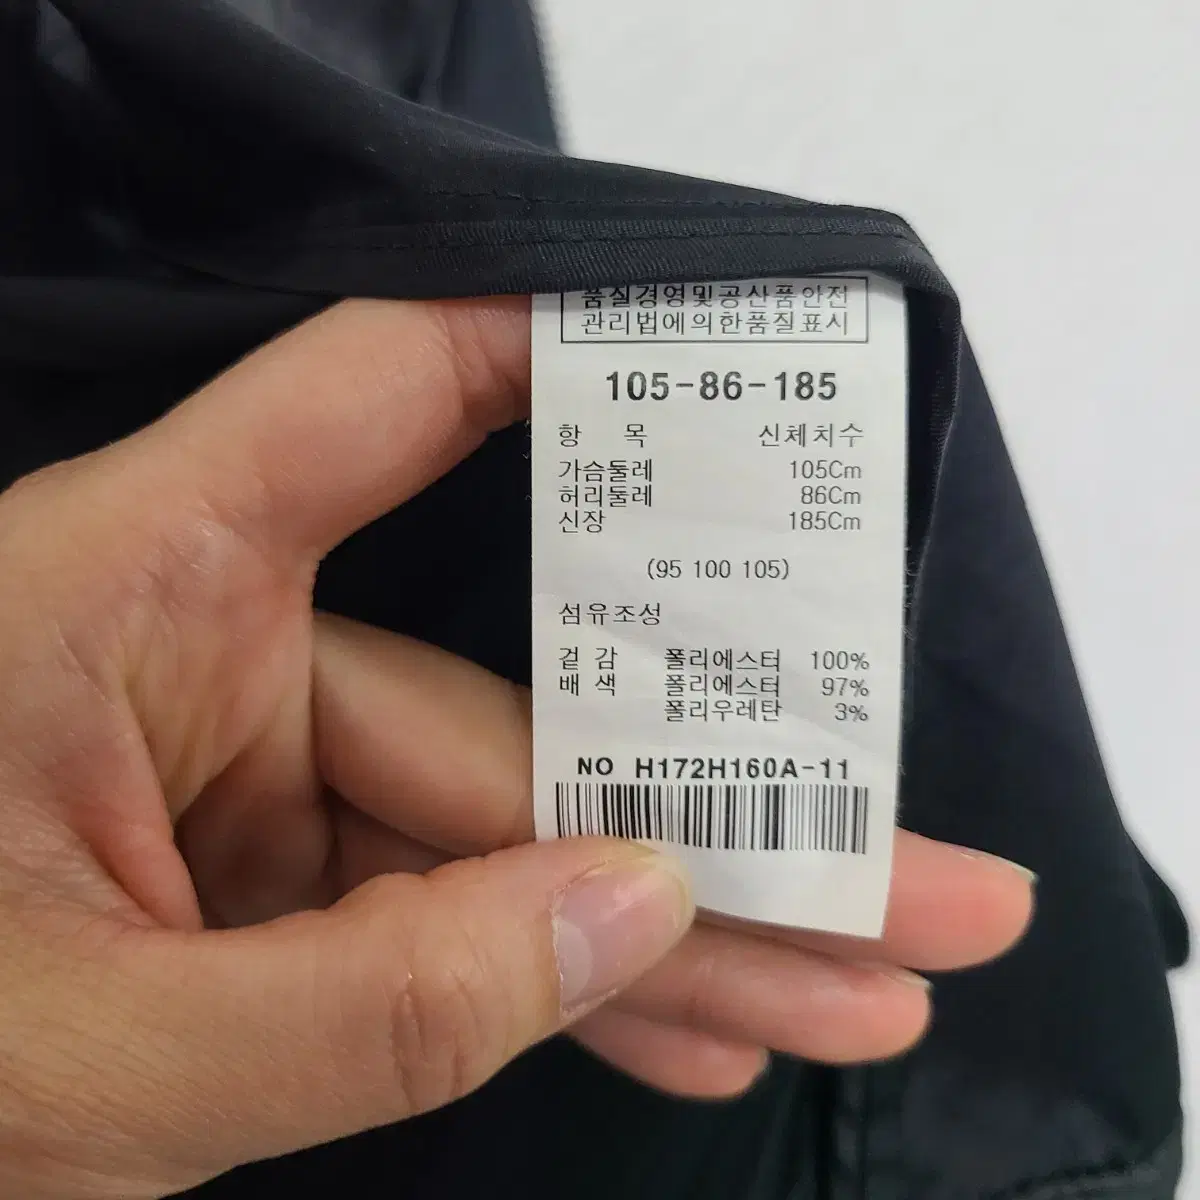 품질경영및공산품안전
관리법에의한품질표시
105-86-185
항 목 신체치수
가슴둘레 105Cm
허리둘레 86Cm
신장 185Cm
(95 100 105)
섬유조성
겉 감 폴리에스터 100%
배 색 폴리에스터 97%
폴리우레탄 3%
NO H172H160A-11